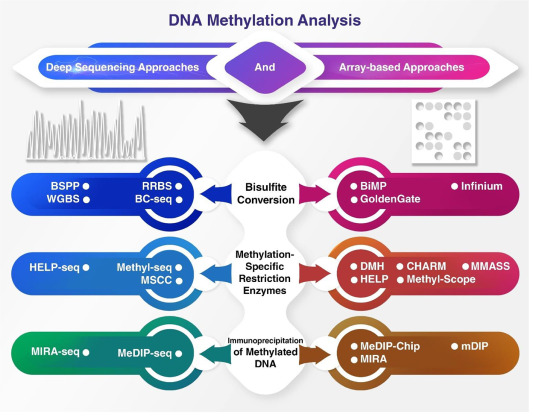 DNA Methylation Analysis
Deep Sequencing Approaches And Array-based Approaches
BSPP RRBS
WGBS BC-seq
Bisulfite
Conversion
BiMP Infinium
GoldenGate
HELP-seq Methyl-seq
MSCC
Methylation-
Specific
Restriction
Enzymes
DMH CHARM MMASS
HELP Methyl-Scope
MIRA-seq MeDIP-seq
Immunoprecipitation
of Methylated
DNA
MeDIP-Chip mDIP
MIRA